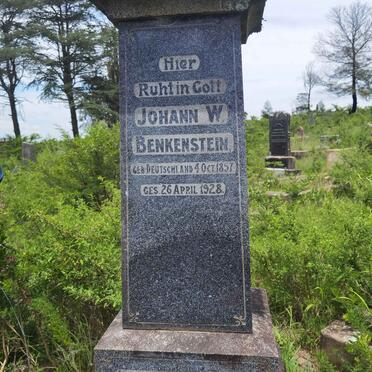 Hier
Ruht in Gott
JOHANN W.
BENKENSTEIN
GEB DEUTSCHLAND 4 OCT 1857
GES 26 APRIL 1928.